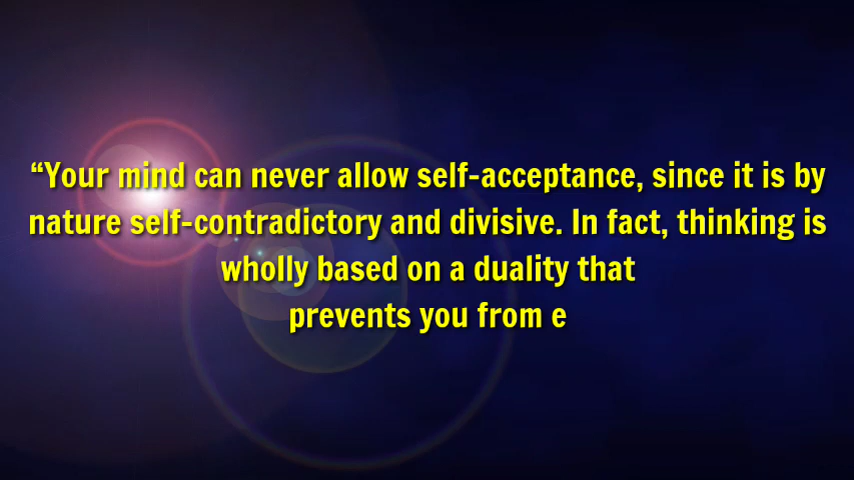 “Your mind can never allow self-acceptance, since it is by
nature self-contradictory and divisive. In fact, thinking is
wholly based on a duality that
prevents you from e